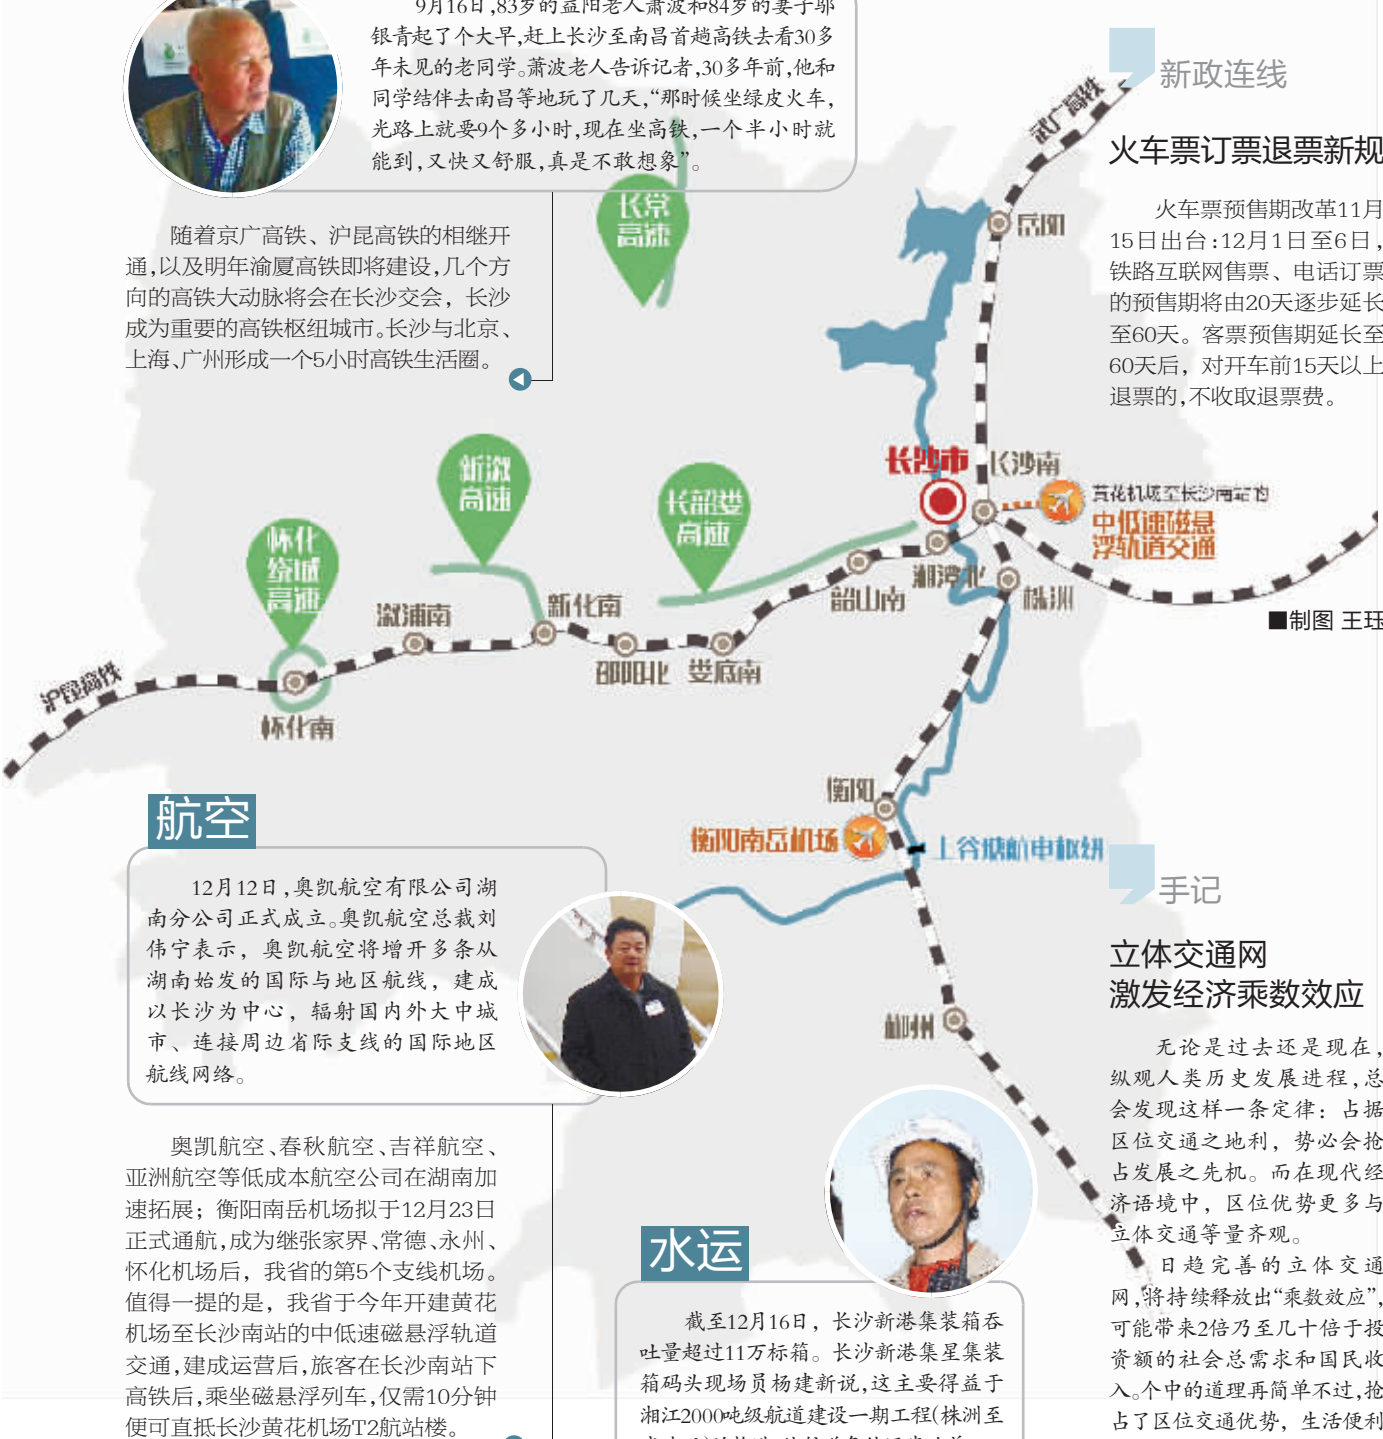 9月16日,83岁的益阳老人萧波和84岁的妻子邬
银青起了个大早,赶上长沙至南昌首趟高铁去看30多
年未见的老同学。萧波老人告诉记者,30多年前,他和
同学结伴去南昌等地玩了几天,“那时候坐绿皮火车,
光路上就要9个多小时,现在坐高铁,一个半小时就
能到,又快又舒服,真是不敢想象”。
随着京广高铁、沪昆高铁的相继开
通,以及明年渝厦高铁即将建设,几个方
向的高铁大动脉将会在长沙交会，长沙
成为重要的高铁枢纽城市。长沙与北京、
上海、广州形成一个5小时高铁生活圈。
长常
高速
武广高铁
岳阳
长沙市
长沙南
黄花机场至长沙南站的
中低速磁悬
浮轨道交通
新溆
高速
长韶娄
高速
怀化
绕城
高速
溆浦南
新化南
邵阳北
娄底南
韶山南
湘潭北
株洲
沪昆高铁
怀化南
衡阳
衡阳南岳机场
上谷塘航电枢纽
郴州
■制图 王珏
新政连线
火车票订票退票新规
火车票预售期改革11月
15日出台:12月1日至6日，
铁路互联网售票、电话订票
的预售期将由20天逐步延长
至60天。客票预售期延长至
60天后，对开车前15天以上
退票的,不收取退票费。
航空
12月12日,奥凯航空有限公司湖
南分公司正式成立。奥凯航空总裁刘
伟宁表示，奥凯航空将增开多条从
湖南始发的国际与地区航线，建成
以长沙为中心，辐射国内外大中城
市、连接周边省际支线的国际地区
航线网络。
奥凯航空、春秋航空、吉祥航空、
亚洲航空等低成本航空公司在湖南加
速拓展；衡阳南岳机场拟于12月23日
正式通航,成为继张家界、常德、永州、
怀化机场后，我省的第5个支线机场。
值得一提的是，我省于今年开建黄花
机场至长沙南站的中低速磁悬浮轨道
交通,建成运营后,旅客在长沙南站下
高铁后,乘坐磁悬浮列车,仅需10分钟
便可直抵长沙黄花机场T2航站楼。
水运
截至12月16日，长沙新港集装箱吞
吐量超过11万标箱。长沙新港集星集装
箱码头现场员杨建新说,这主要得益于
湘江2000吨级航道建设一期工程(株洲至
手记
立体交通网
激发经济乘数效应
无论是过去还是现在，
纵观人类历史发展进程,总
会发现这样一条定律：占据
区位交通之地利，势必会抢
占发展之先机。而在现代经
济语境中，区位优势更多与
立体交通等量齐观。
日趋完善的立体交通
网,将持续释放出“乘数效应”,
可能带来2倍乃至几十倍于投
资额的社会总需求和国民收
入。个中的道理再简单不过,抢
占了区位交通优势，生活便利